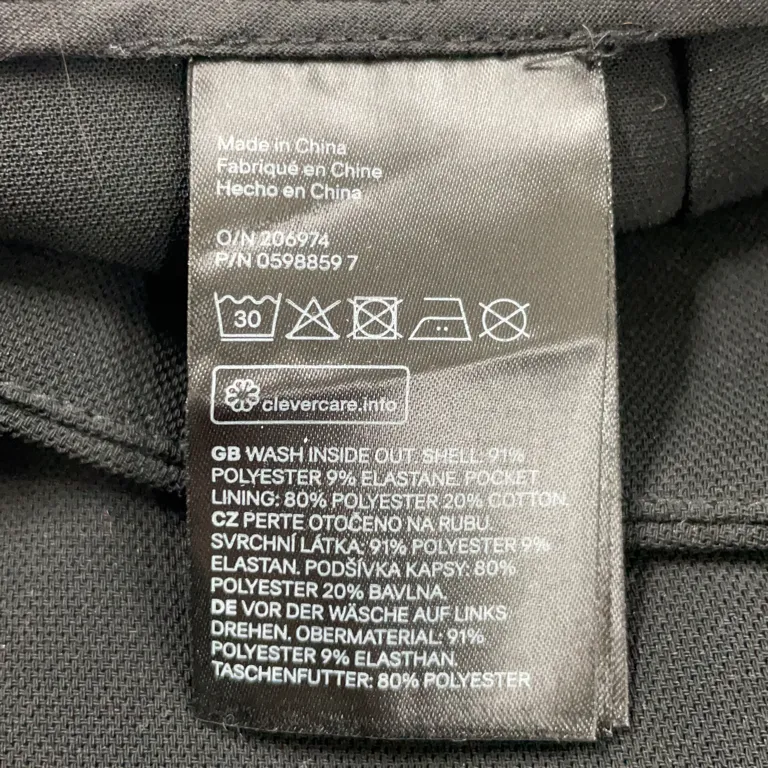 Made in China
Fabriqué en Chine
Hecho en China
O/N 206974
P/N 0598859 7
30
clevercare.info
GB WASH INSIDE OUT. SHELL: 91%
POLYESTER 9% ELASTANE. POCKET
LINING: 80% POLYESTER 20% COTTON
CZ PERTE OTOČENO NA RUBU.
SVRCHNÍ LÁTKA: 91% POLYESTER 9%
ELASTAN. PODŠÍVKA KAPSY: 80%
POLYESTER 20% BAVLNA.
DE VOR DER WÄSCHE AUF LINKS
DREHEN. OBERMATERIAL: 91%
POLYESTER 9% ELASTHAN.
TASCHENFUTTER: 80% POLYESTER